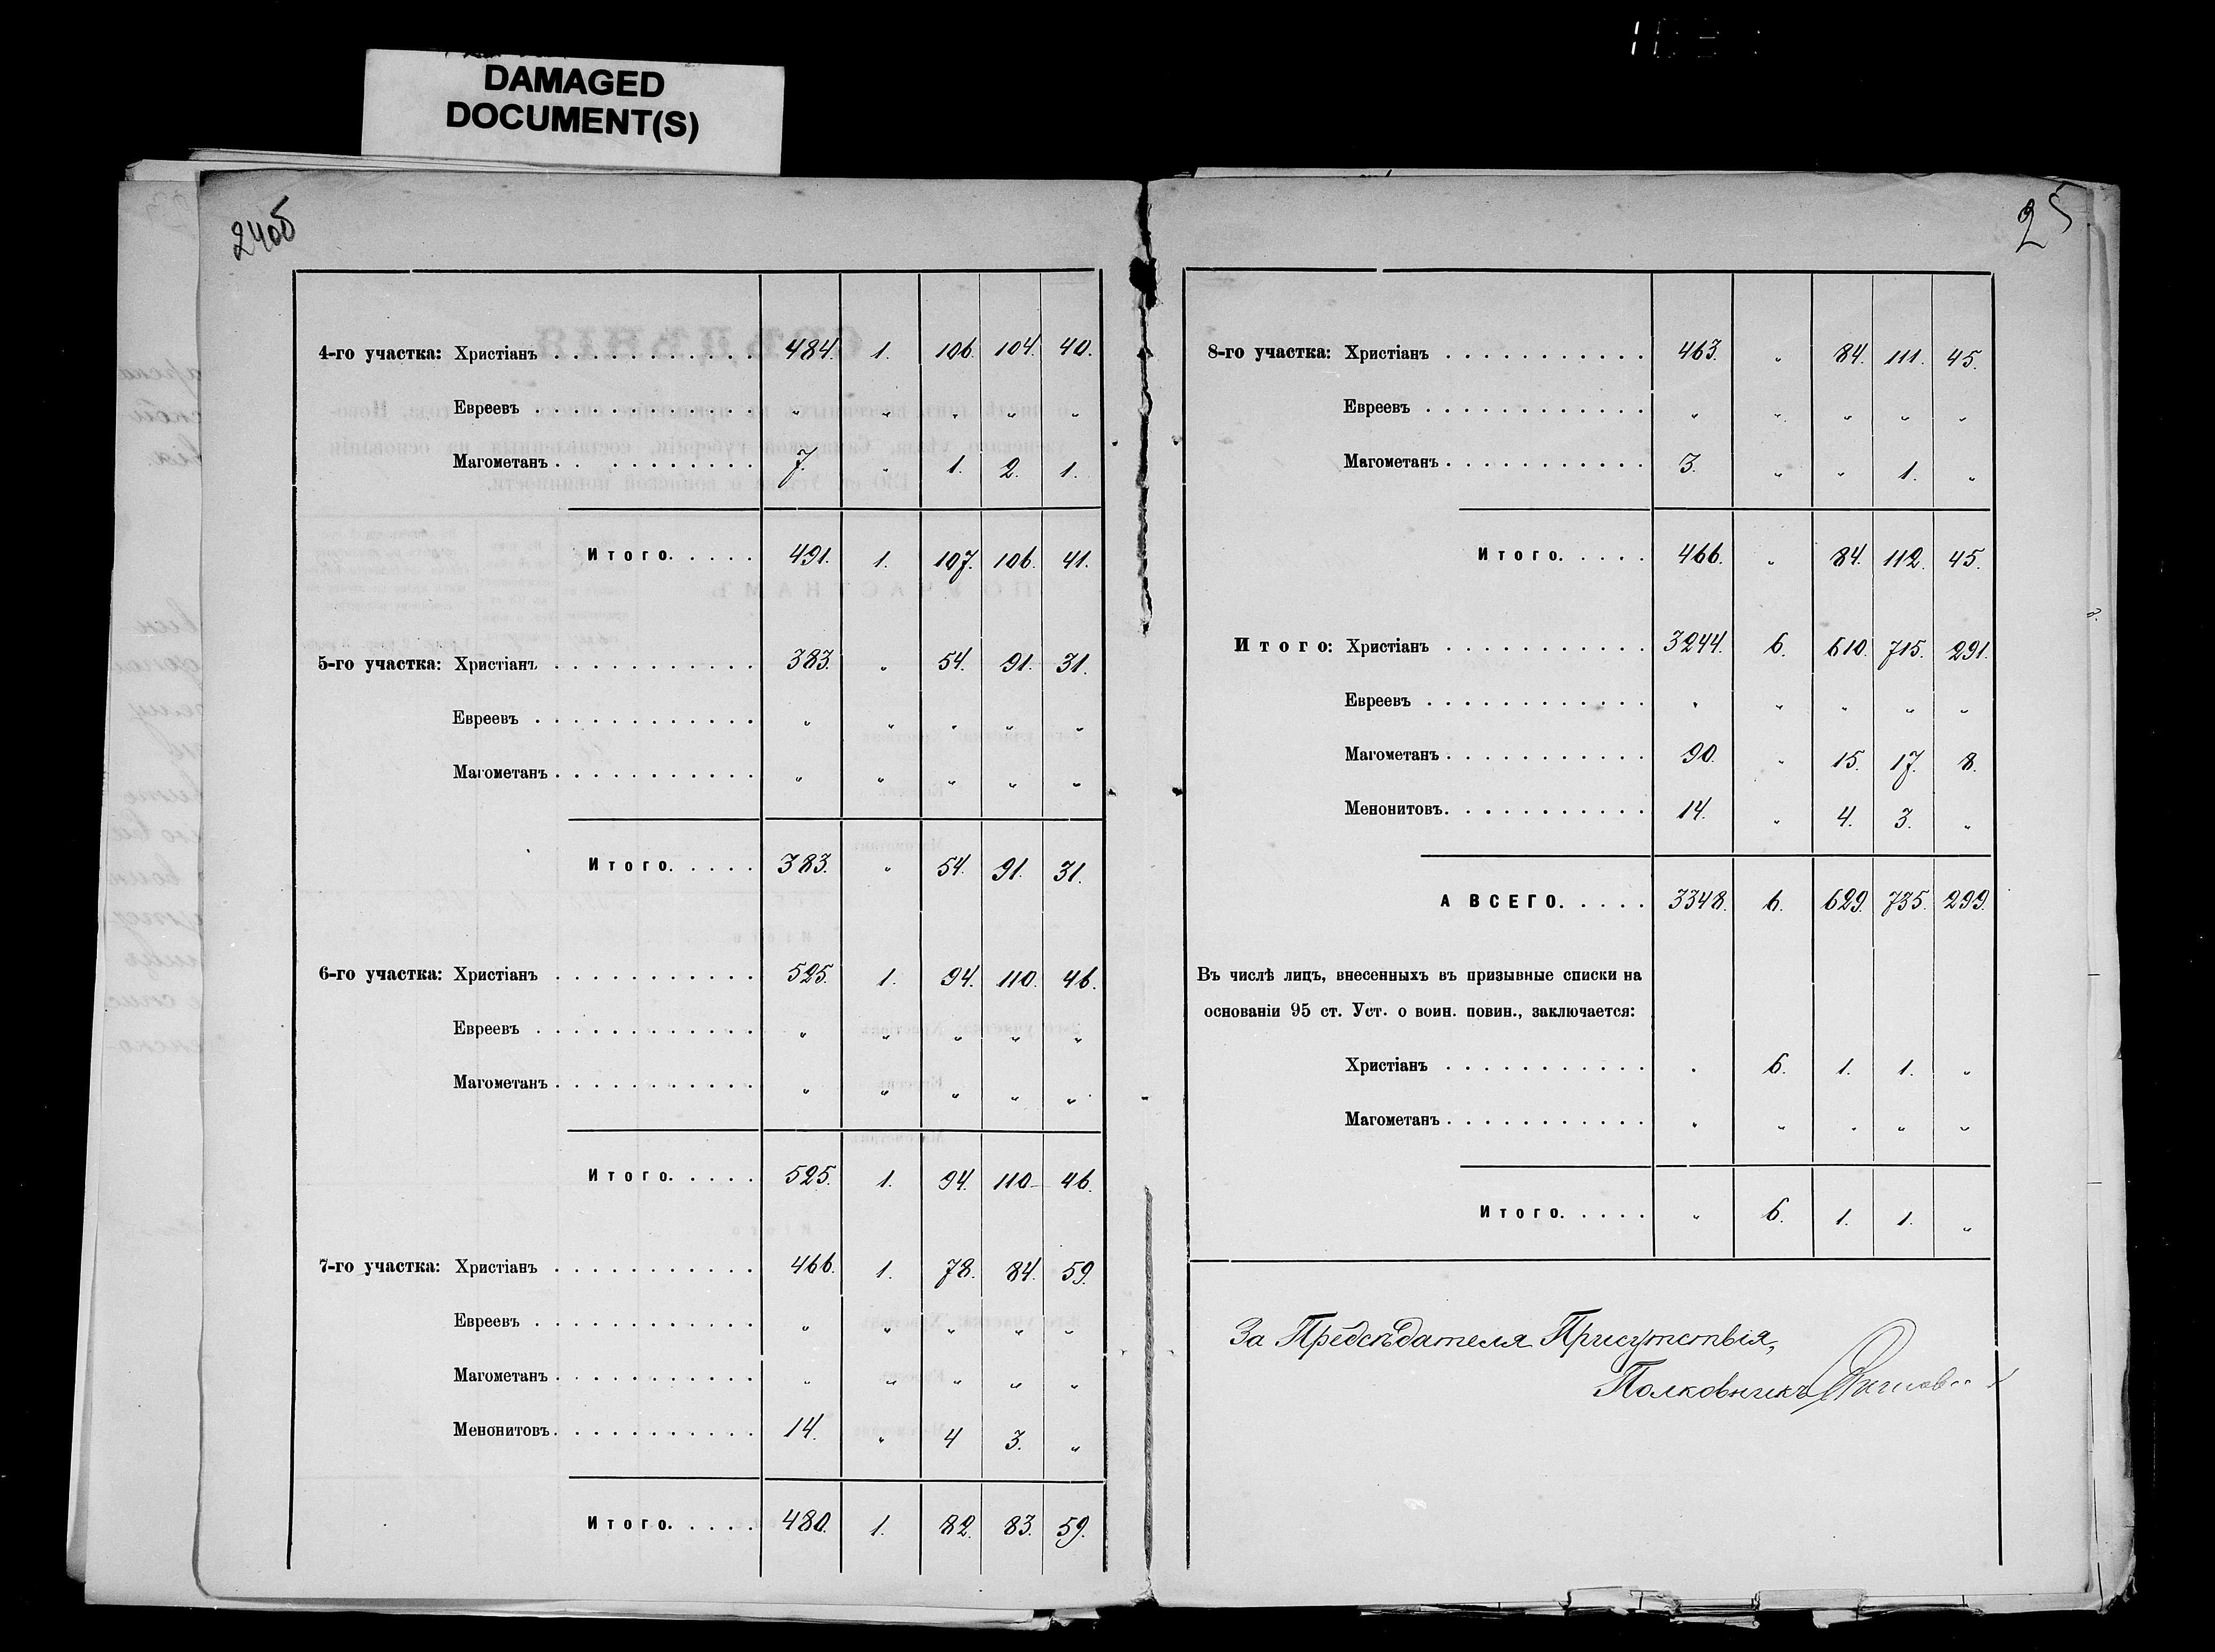 DAMAGED
DOCUMENT(S)
24об
4-го участка: Христіанъ . . . . . . . . . . . 484. 1. 106. 104. 40.
Евреевъ . . . . . . . . . . . . " " " " "
Магометанъ . . . . . . . . . . . 7. " 1. 2. 1.
Итого. . . . . 491. 1. 107. 106. 41.
5-го участка: Христіанъ . . . . . . . . . . . 383. " 54. 91. 31.
Евреевъ . . . . . . . . . . . . " " " " "
Магометанъ . . . . . . . . . . . " " " " "
Итого. . . . . 383. " 54. 91. 31.
6-го участка: Христіанъ . . . . . . . . . . . 525. 1. 94. 110. 46.
Евреевъ . . . . . . . . . . . . " " " " "
Магометанъ . . . . . . . . . . . " " " " "
Итого. . . . . 525. 1. 94. 110 46.
7-го участка: Христіанъ . . . . . . . . . . . 466. 1. 78. 84. 59.
Евреевъ . . . . . . . . . . . . " " " " "
Магометанъ . . . . . . . . . . . " " " " "
Менонитовъ . . . . . . . . . . . 14. " 4 3. "
Итого. . . . . 480. 1. 82. 83. 59.
25
8-го участка: Христіанъ . . . . . . . . . . . 463. " 84. 111. 45.
Евреевъ . . . . . . . . . . . . " " " " "
Магометанъ . . . . . . . . . . . 3. " " 1. "
Итого. . . . . 466. " 84. 112. 45.
Итого: Христіанъ . . . . . . . . . . . 3244. 6. 610. 715. 291.
Евреевъ . . . . . . . . . . . . " " " " "
Магометанъ . . . . . . . . . . . 90. " 15. 17. 8.
Менонитовъ. . . . . . . . . . . 14. " 4. 3. "
А ВСЕГО. . . . . 3348. 6. 629. 735. 299.
Въ числѣ лицъ, внесенныхъ въ призывные списки на
основаніи 95 ст. Уст. о воин. повин., заключается:
Христіанъ . . . . . . . . . . . " 6. 1. 1. "
Магометанъ . . . . . . . . . . . " " " " "
Итого. . . . . " 6. 1. 1. "
За Предсѣдателя Присутствія,
Полковникъ